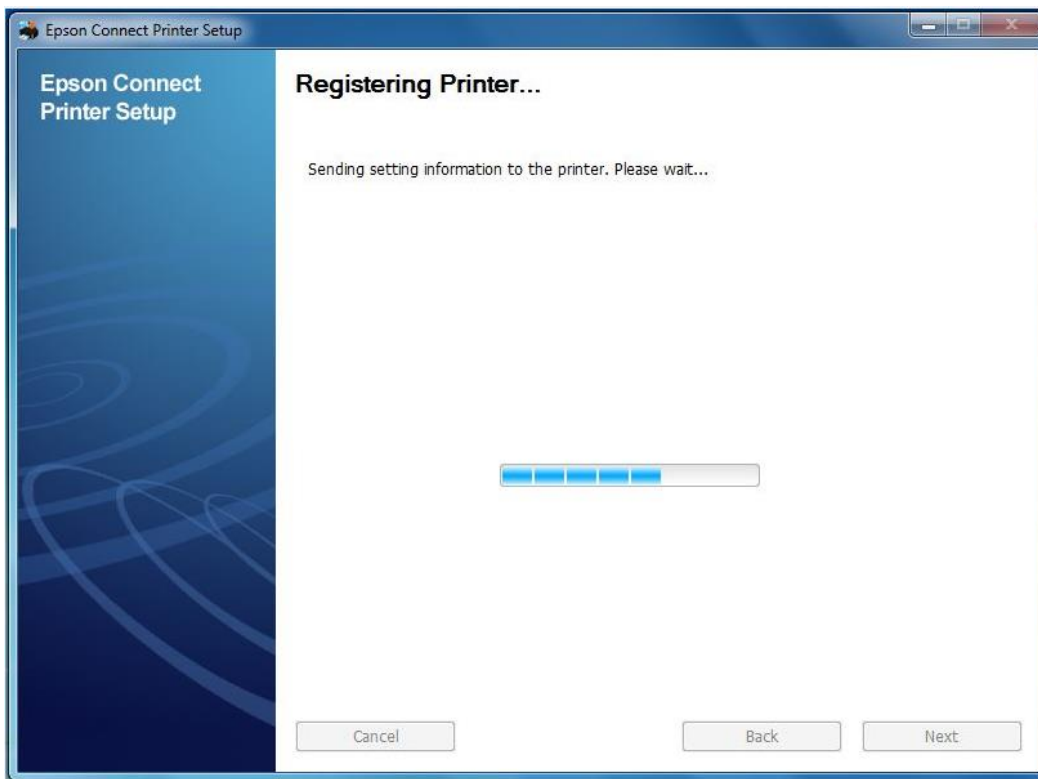 Epson Connect Printer Setup
Epson Connect
Printer Setup
Registering Printer...
Sending setting information to the printer. Please wait...
Cancel
Back
Next